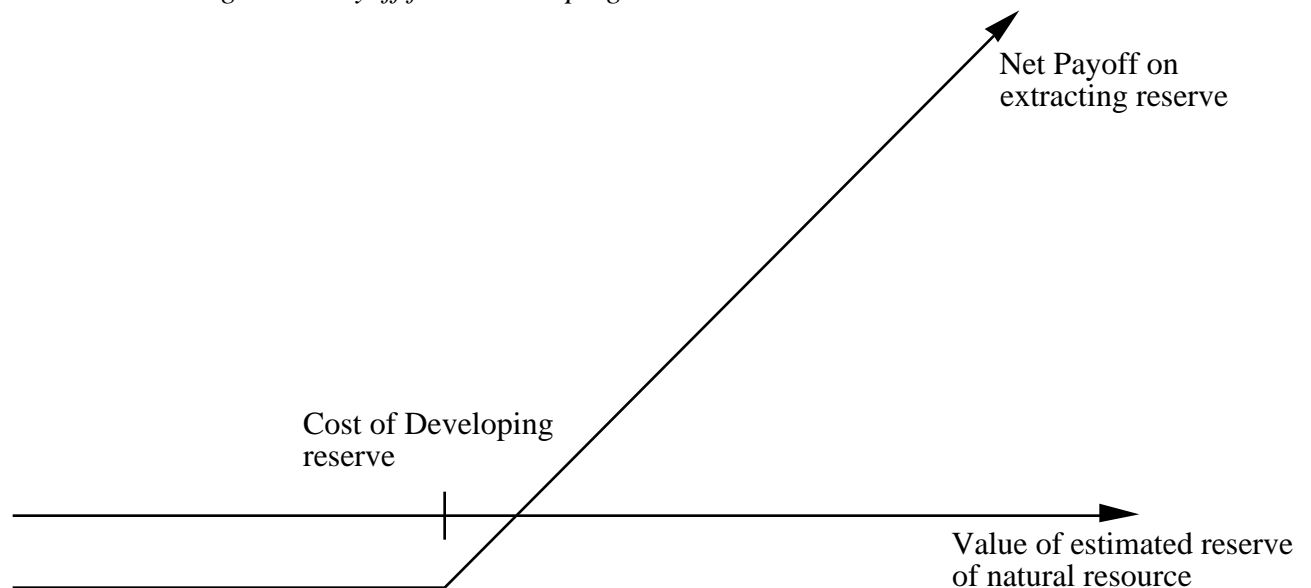 Net Payoff on
extracting reserve
Cost of Developing
reserve
Value of estimated reserve
of natural resource